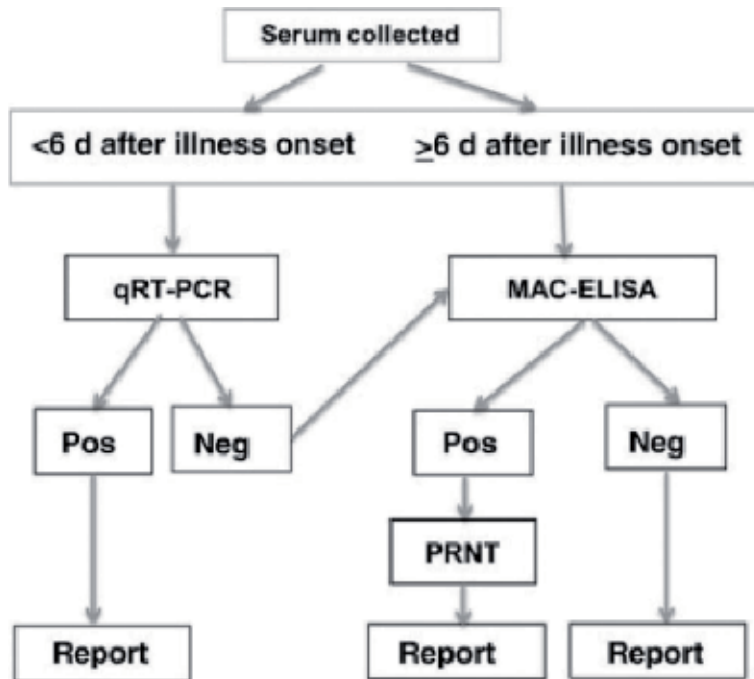 Serum collected
<6 d after illness onset
≥6 d after illness onset
qRT-PCR
MAC-ELISA
Pos
Neg
Pos
Neg
PRNT
Report
Report
Report